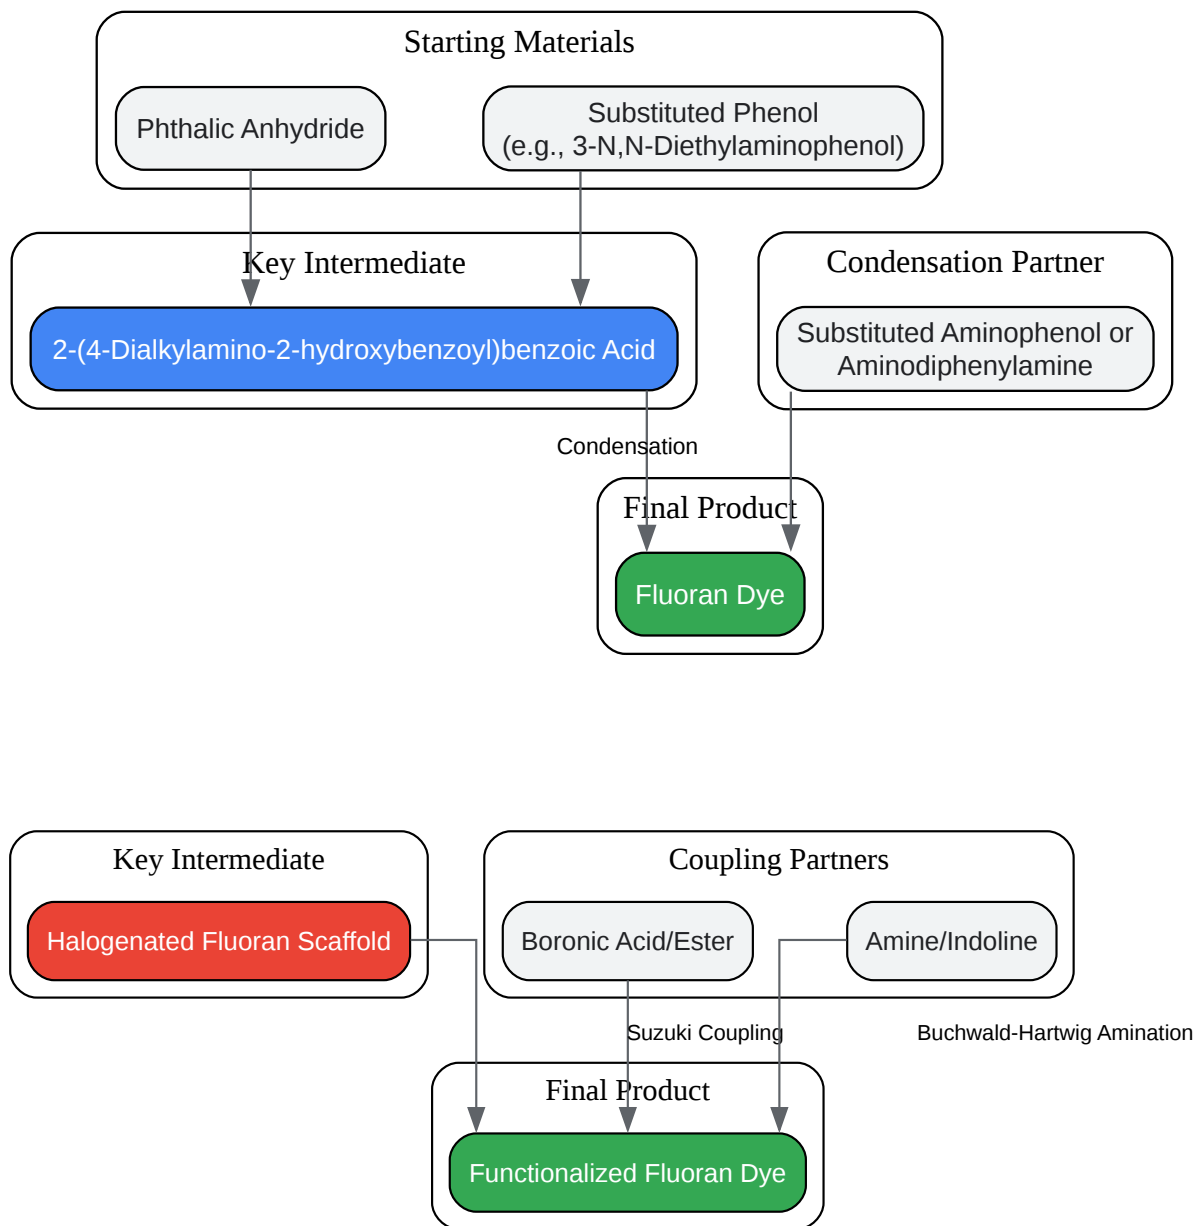 Starting Materials
Phthalic Anhydride
Substituted Phenol
(e.g., 3-N,N-Diethylaminophenol)
Key Intermediate
2-(4-Dialkylamino-2-hydroxybenzoyl)benzoic Acid
Condensation Partner
Substituted Aminophenol or
Aminodiphenylamine
Condensation
Final Product
Fluoran Dye
Key Intermediate
Halogenated Fluoran Scaffold
Coupling Partners
Boronic Acid/Ester
Amine/Indoline
Suzuki Coupling
Buchwald-Hartwig Amination
Final Product
Functionalized Fluoran Dye